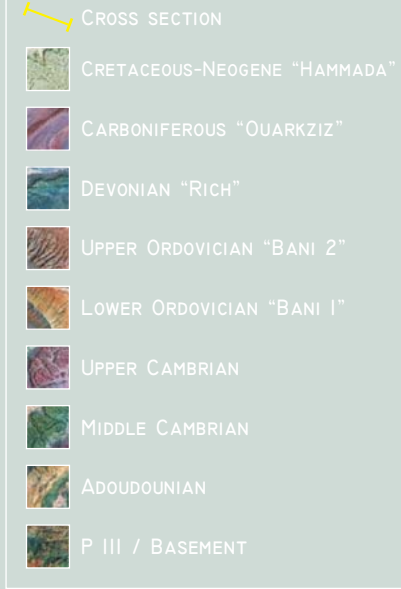 Cross section
Cretaceous-Neogene “Hammada”
Carboniferous “Ouarkziz”
Devonian “Rich”
Upper Ordovician “Bani 2”
Lower Ordovician “Bani I”
Upper Cambrian
Middle Cambrian
Adoudounian
P III / Basement